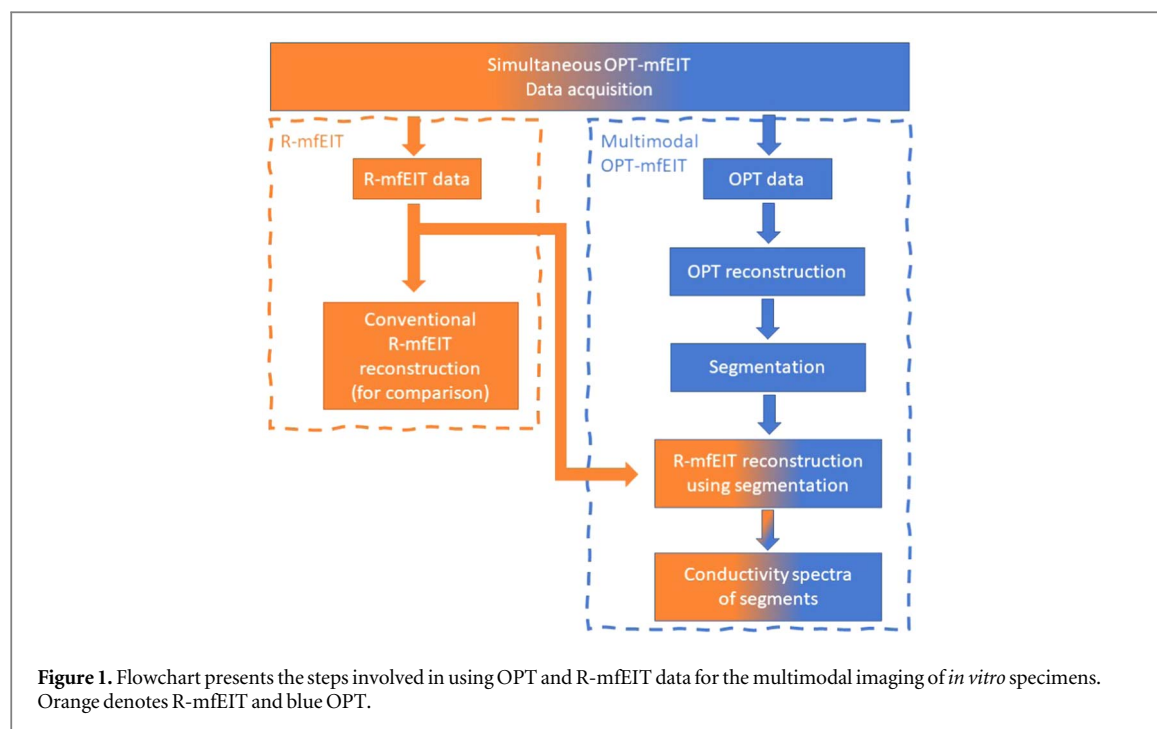 Simultaneous OPT-mfEIT
Data acquisition
R-mfEIT
R-mfEIT data
Conventional
R-mfEIT
reconstruction
(for comparison)
Multimodal
OPT-mfEIT
OPT data
OPT reconstruction
Segmentation
R-mfEIT reconstruction
using segmentation
Conductivity spectra
of segments
Figure 1. Flowchart presents the steps involved in using OPT and R-mfEIT data for the multimodal imaging of in vitro specimens.
Orange denotes R-mfEIT and blue OPT.